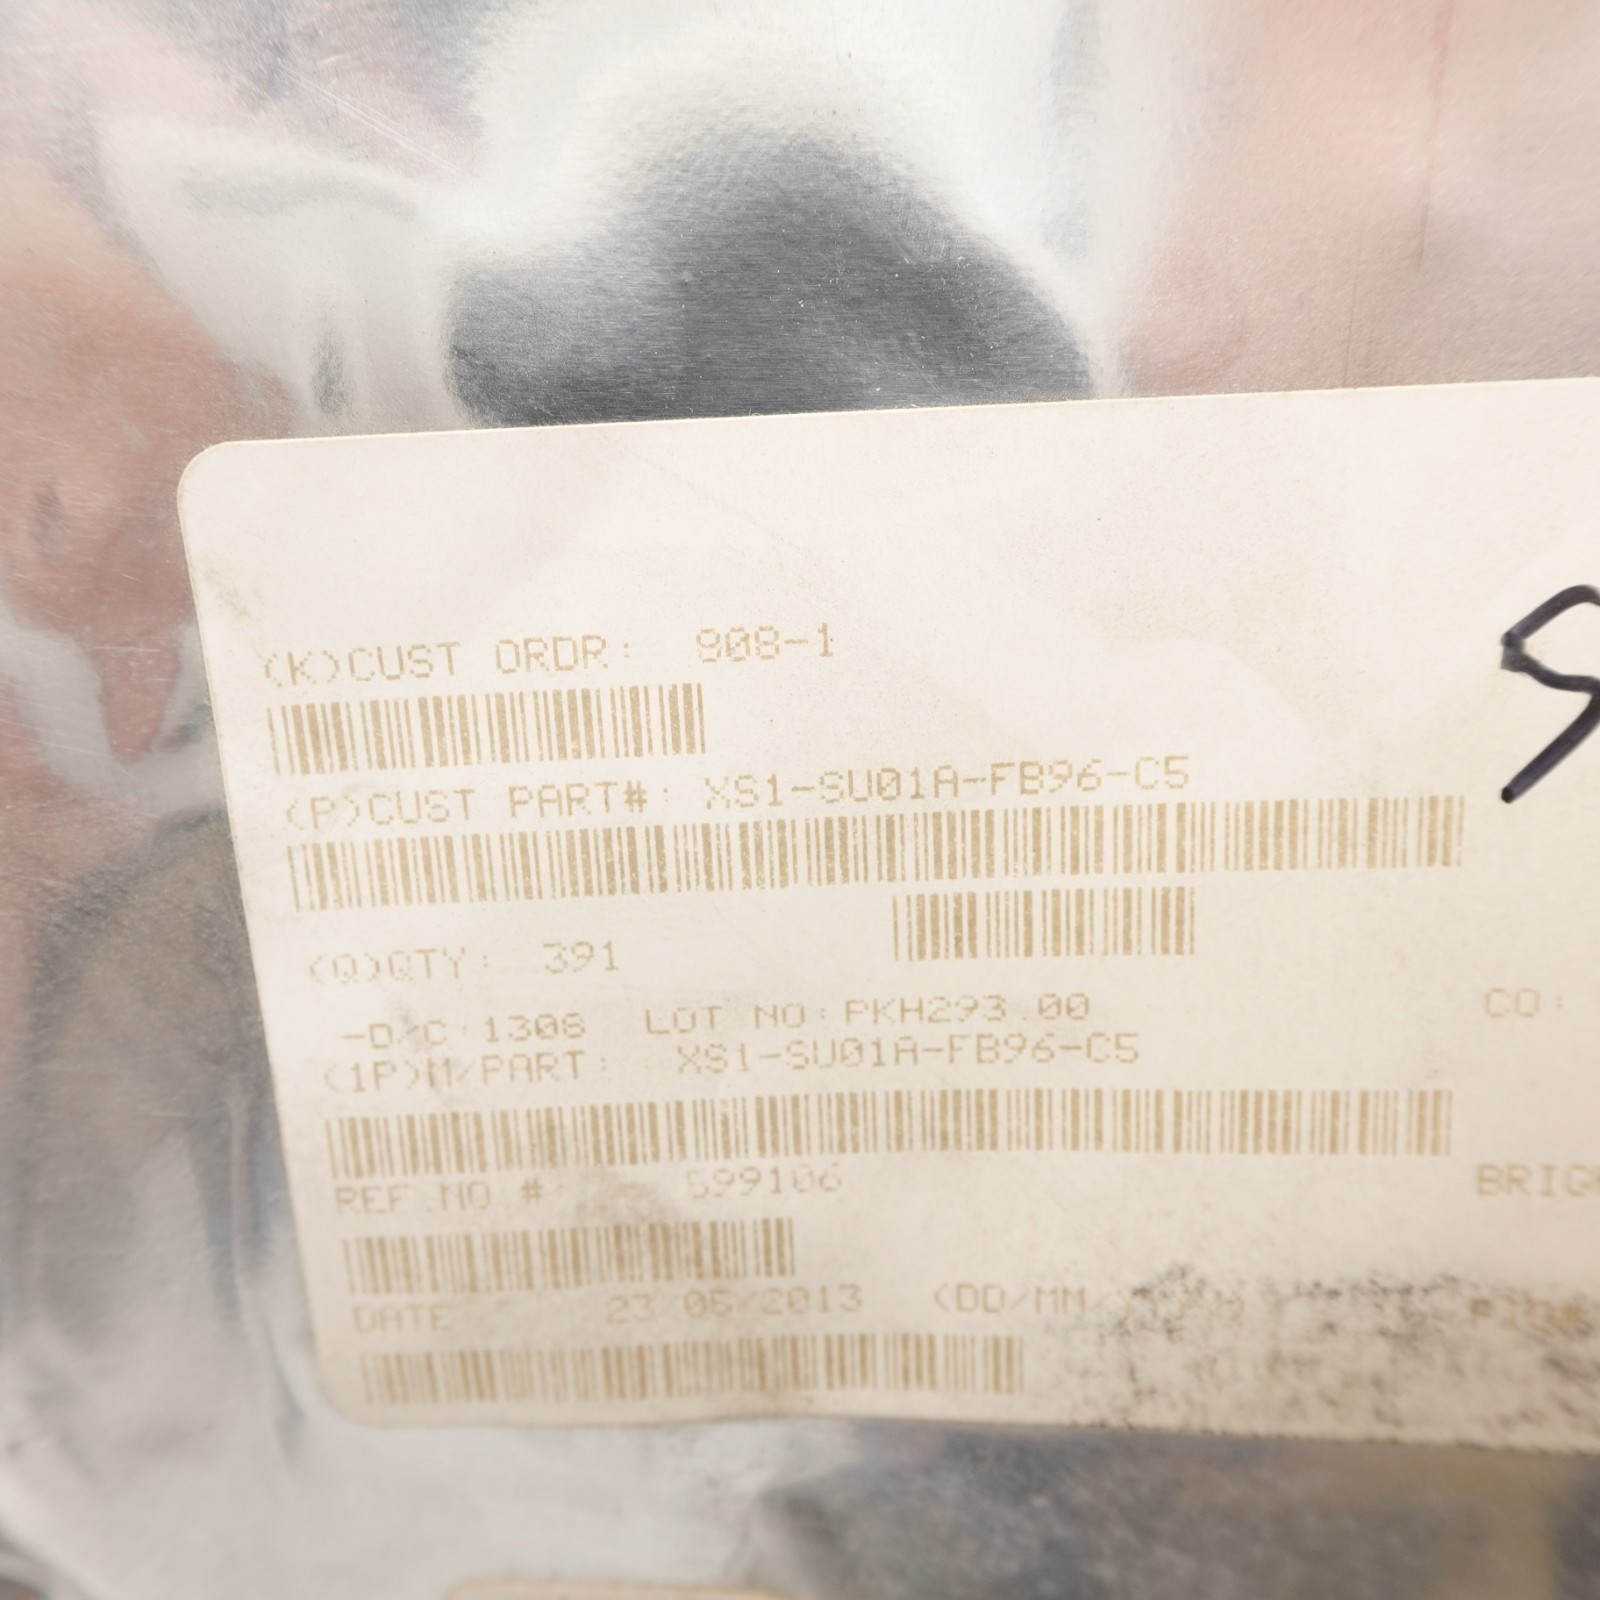 (K)CUST ORDR: 808-1
(P)CUST PART#: XS1-SU01A-FB96-C5
(Q)QTY: 391
-D/C:1308 LOT NO:PKH293.00 CO:
(1P)M/PART: XS1-SU01A-FB96-C5
REF.NO #: 599106
DATE 23/05/2013 (DD/MM/YYYY)